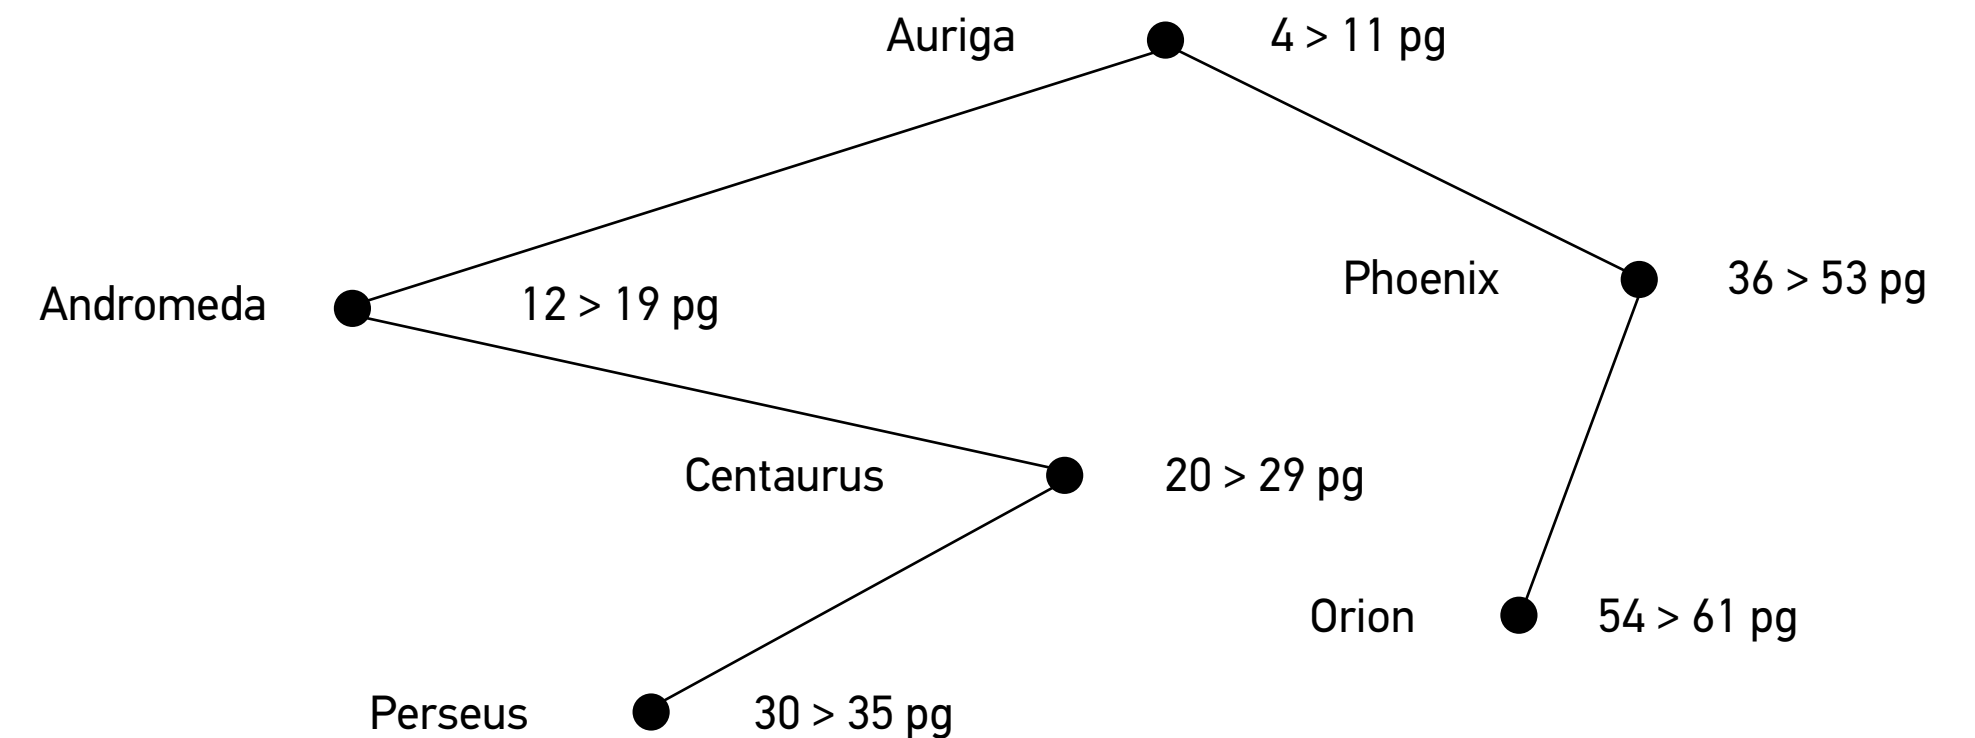 Auriga 4 > 11 pg
Phoenix 36 > 53 pg
Andromeda 12 > 19 pg
Centaurus 20 > 29 pg
Orion 54 > 61 pg
Perseus 30 > 35 pg